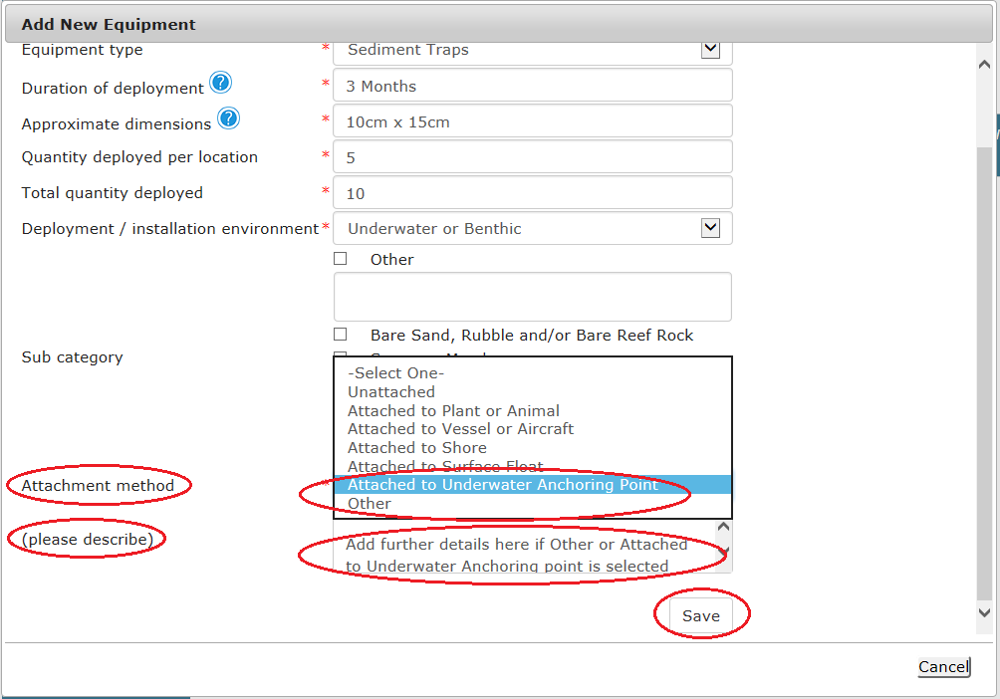 Add New Equipment
Equipment type * Sediment Traps
Duration of deployment ? * 3 Months
Approximate dimensions ? * 10cm x 15cm
Quantity deployed per location * 5
Total quantity deployed * 10
Deployment / installation environment * Underwater or Benthic
Other
Bare Sand, Rubble and/or Bare Reef Rock
Sub category
-Select One-
Unattached
Attached to Plant or Animal
Attached to Vessel or Aircraft
Attached to Shore
Attached to Surface Float
Attachment method * Attached to Underwater Anchoring Point
Other
(please describe) Add further details here if Other or Attached
to Underwater Anchoring point is selected
Save
Cancel